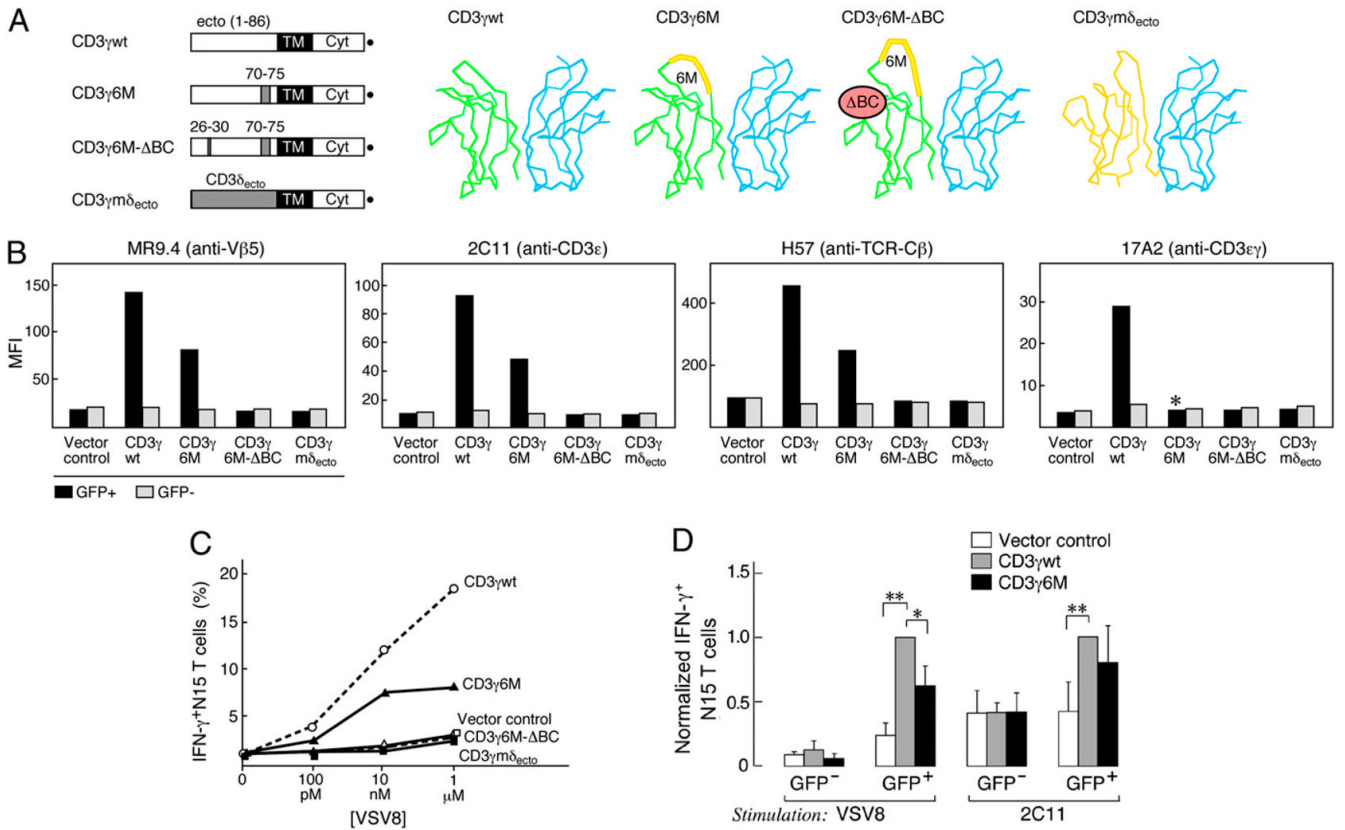 A
ecto (1-86)
CD3γwt
TM
Cyt
70-75
CD3γ6M
TM
Cyt
26-30
70-75
CD3γ6M-ΔBC
TM
Cyt
CD3δecto
CD3γmδecto
TM
Cyt
CD3γwt
CD3γ6M
CD3γ6M-ΔBC
CD3γmδecto
6M
6M
ΔBC
B
MR9.4 (anti-Vβ5)
MFI
150
100
50
Vector control
CD3γ wt
CD3γ 6M
CD3γ 6M-ΔBC
CD3γ mδecto
GFP+
GFP-
2C11 (anti-CD3ε)
100
80
60
40
20
Vector control
CD3γ wt
CD3γ 6M
CD3γ 6M-ΔBC
CD3γ mδecto
H57 (anti-TCR-Cβ)
400
200
Vector control
CD3γ wt
CD3γ 6M
CD3γ 6M-ΔBC
CD3γ mδecto
17A2 (anti-CD3εγ)
30
20
10
*
Vector control
CD3γ wt
CD3γ 6M
CD3γ 6M-ΔBC
CD3γ mδecto
C
IFN-γ+N15 T cells (%)
20
15
10
5
CD3γwt
CD3γ6M
Vector control
CD3γ6M-ΔBC
CD3γmδecto
0
100 pM
10 nM
1 μM
[VSV8]
D
Vector control
CD3γwt
CD3γ6M
Normalized IFN-γ+
N15 T cells
1.5
1.0
0.5
0
**
*
**
GFP−
GFP+
GFP−
GFP+
Stimulation: VSV8
2C11